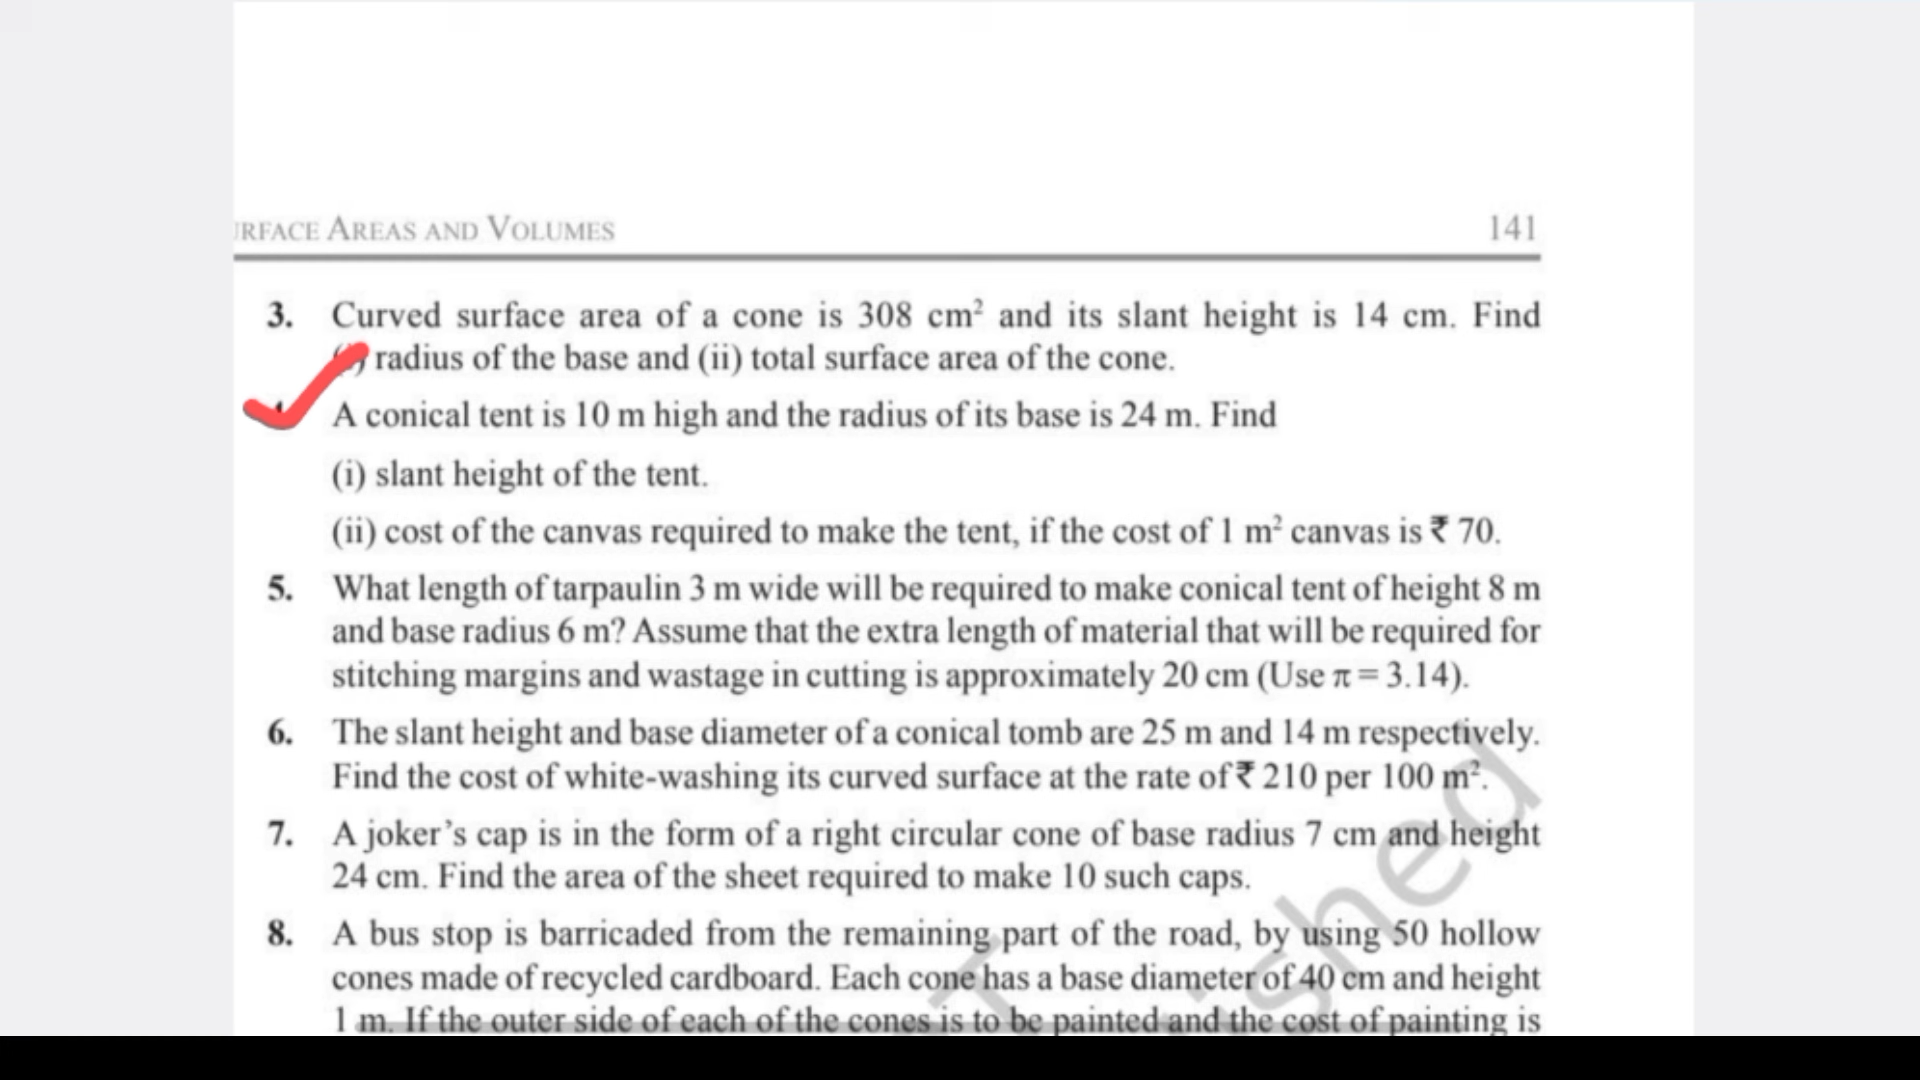 RFACE AREAS AND VOLUMES 141
3. Curved surface area of a cone is 308 cm² and its slant height is 14 cm. Find
radius of the base and (ii) total surface area of the cone.
A conical tent is 10 m high and the radius of its base is 24 m. Find
(i) slant height of the tent.
(ii) cost of the canvas required to make the tent, if the cost of 1 m² canvas is ₹ 70.
5. What length of tarpaulin 3 m wide will be required to make conical tent of height 8 m
and base radius 6 m? Assume that the extra length of material that will be required for
stitching margins and wastage in cutting is approximately 20 cm (Use π = 3.14).
6. The slant height and base diameter of a conical tomb are 25 m and 14 m respectively.
Find the cost of white-washing its curved surface at the rate of ₹ 210 per 100 m².
7. A joker's cap is in the form of a right circular cone of base radius 7 cm and height
24 cm. Find the area of the sheet required to make 10 such caps.
8. A bus stop is barricaded from the remaining part of the road, by using 50 hollow
cones made of recycled cardboard. Each cone has a base diameter of 40 cm and height
1 m. If the outer side of each of the cones is to be painted and the cost of painting is